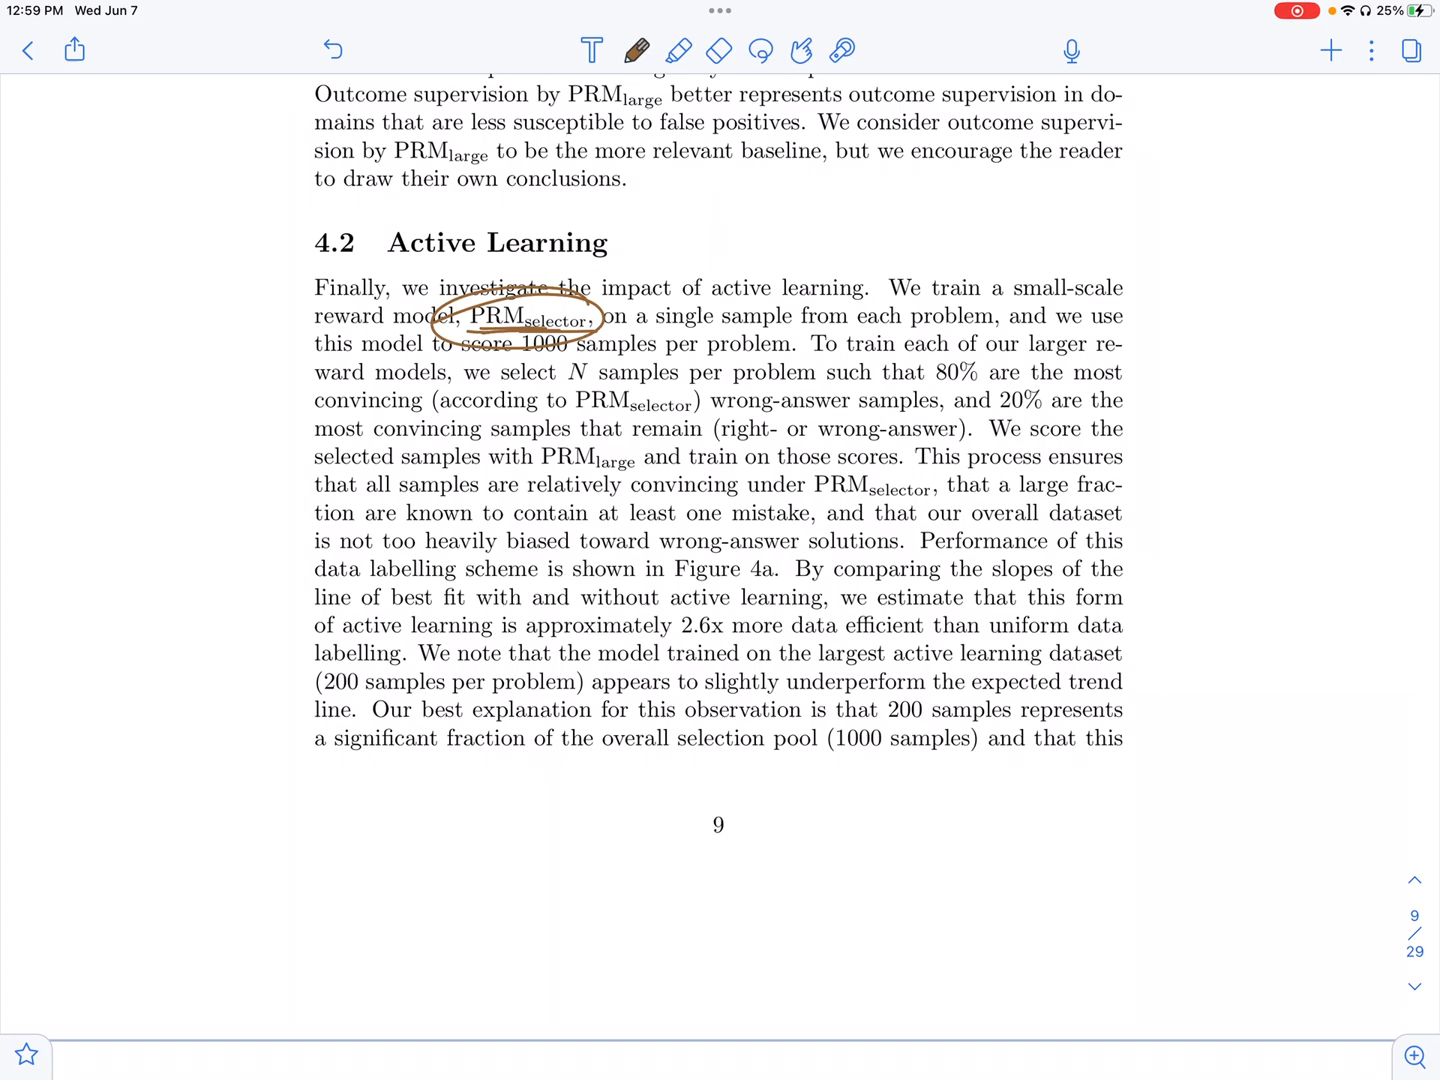 12:59 PM Wed Jun 7
25%
Outcome supervision by PRMlarge better represents outcome supervision in do-
mains that are less susceptible to false positives. We consider outcome supervi-
sion by PRMlarge to be the more relevant baseline, but we encourage the reader
to draw their own conclusions.
4.2 Active Learning
Finally, we investigate the impact of active learning. We train a small-scale
reward model, PRMselector, on a single sample from each problem, and we use
this model to score 1000 samples per problem. To train each of our larger re-
ward models, we select N samples per problem such that 80% are the most
convincing (according to PRMselector) wrong-answer samples, and 20% are the
most convincing samples that remain (right- or wrong-answer). We score the
selected samples with PRMlarge and train on those scores. This process ensures
that all samples are relatively convincing under PRMselector, that a large frac-
tion are known to contain at least one mistake, and that our overall dataset
is not too heavily biased toward wrong-answer solutions. Performance of this
data labelling scheme is shown in Figure 4a. By comparing the slopes of the
line of best fit with and without active learning, we estimate that this form
of active learning is approximately 2.6x more data efficient than uniform data
labelling. We note that the model trained on the largest active learning dataset
(200 samples per problem) appears to slightly underperform the expected trend
line. Our best explanation for this observation is that 200 samples represents
a significant fraction of the overall selection pool (1000 samples) and that this
9
9
/
29